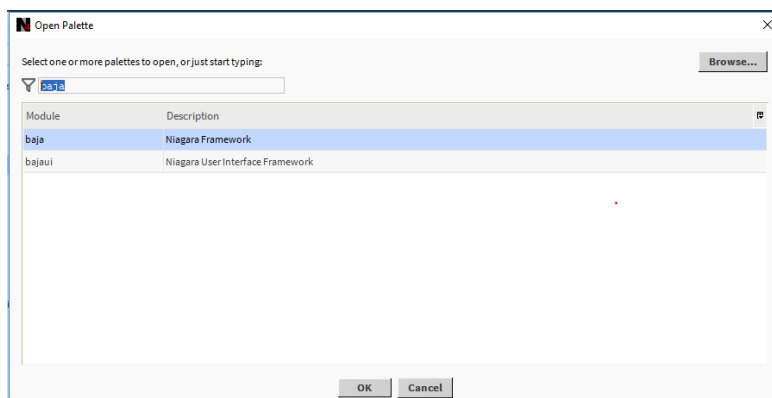 Open Palette
Select one or more palettes to open, or just start typing:
Browse...
baja
Module Description
baja Niagara Framework
bajaui Niagara User Interface Framework
OK Cancel